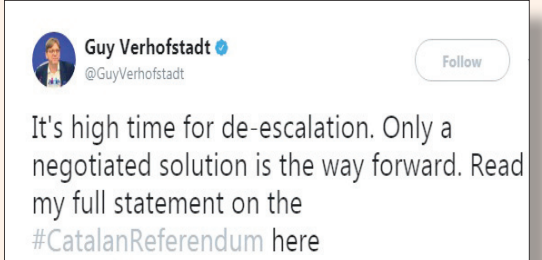 Guy Verhofstadt
@GuyVerhofstadt
Follow
It's high time for de-escalation. Only a
negotiated solution is the way forward. Read
my full statement on the
#CatalanReferendum here